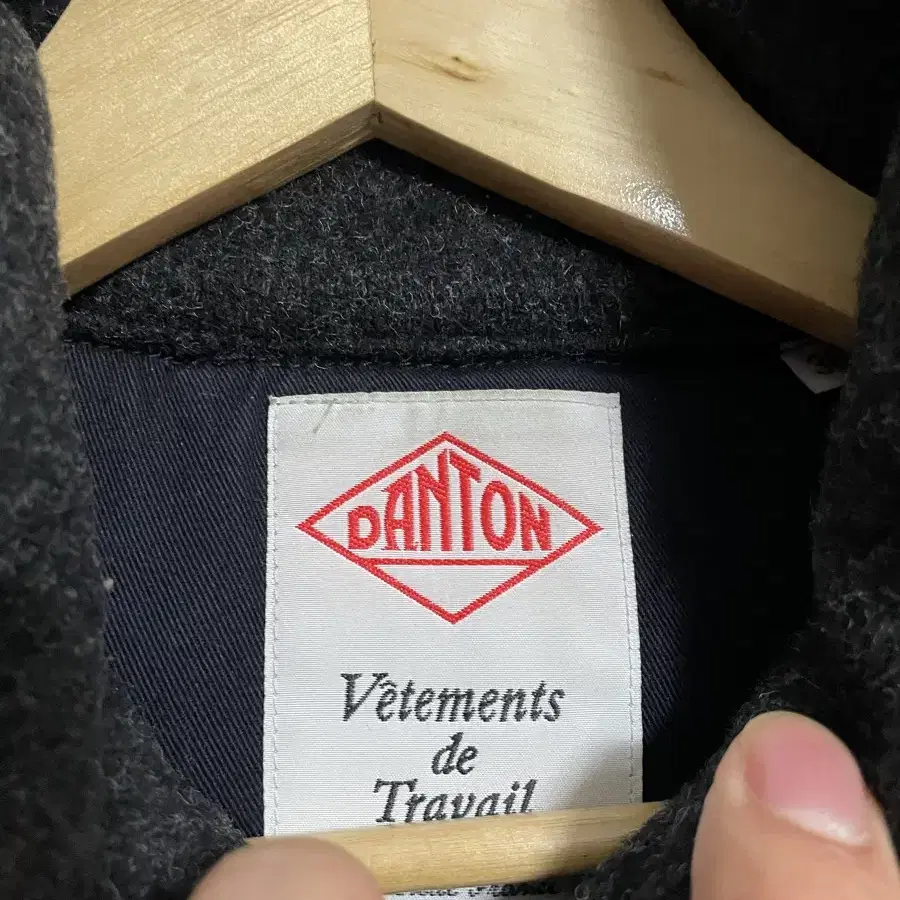 DANTON
Vêtements
de
Travail